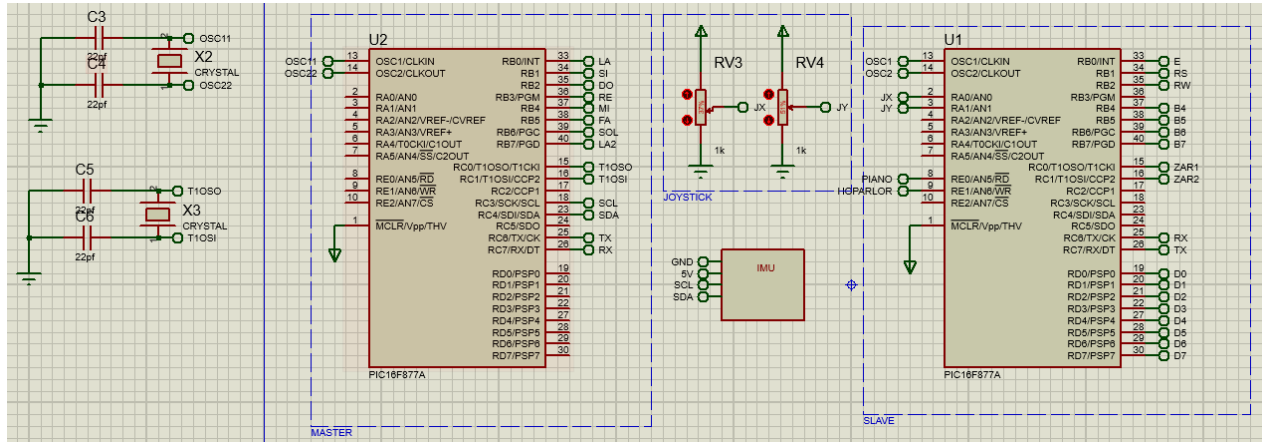 C3
22pf
C4
22pf
OSC11
X2
CRYSTAL
OSC22
2
1
C5
22pf
C6
22pf
T1OSO
X3
CRYSTAL
T1OSI
2
1
U2
OSC11 13 OSC1/CLKIN RB0/INT 33 LA
OSC22 14 OSC2/CLKOUT RB1 34 SI
RB2 35 DO
2 RA0/AN0 RB3/PGM 36 RE
3 RA1/AN1 RB4 37 MI
4 RA2/AN2/VREF-/CVREF RB5 38 FA
5 RA3/AN3/VREF+ RB6/PGC 39 SOL
6 RA4/T0CKI/C1OUT RB7/PGD 40 LA2
7 RA5/AN4/SS/C2OUT
RC0/T1OSO/T1CKI 15 T1OSO
8 RE0/AN5/RD RC1/T1OSI/CCP2 16 T1OSI
9 RE1/AN6/WR RC2/CCP1 17
10 RE2/AN7/CS RC3/SCK/SCL 18 SCL
RC4/SDI/SDA 23 SDA
1 MCLR/Vpp/THV RC5/SDO 24
RC6/TX/CK 25 TX
RC7/RX/DT 26 RX
RD0/PSP0 19
RD1/PSP1 20
RD2/PSP2 21
RD3/PSP3 22
RD4/PSP4 27
RD5/PSP5 28
RD6/PSP6 29
RD7/PSP7 30
PIC16F877A
MASTER
RV3
RV4
JX
JY
1k
1k
JOYSTICK
IMU
GND
5V
SCL
SDA
U1
OSC1 13 OSC1/CLKIN RB0/INT 33 E
OSC2 14 OSC2/CLKOUT RB1 34 RS
RB2 35 RW
JX 2 RA0/AN0 RB3/PGM 36
JY 3 RA1/AN1 RB4 37 B4
4 RA2/AN2/VREF-/CVREF RB5 38 B5
5 RA3/AN3/VREF+ RB6/PGC 39 B6
6 RA4/T0CKI/C1OUT RB7/PGD 40 B7
7 RA5/AN4/SS/C2OUT
RC0/T1OSO/T1CKI 15 ZAR1
PIANO 8 RE0/AN5/RD RC1/T1OSI/CCP2 16 ZAR2
HOPARLOR 9 RE1/AN6/WR RC2/CCP1 17
10 RE2/AN7/CS RC3/SCK/SCL 18
RC4/SDI/SDA 23
1 MCLR/Vpp/THV RC5/SDO 24
RC6/TX/CK 25 RX
RC7/RX/DT 26 TX
RD0/PSP0 19 D0
RD1/PSP1 20 D1
RD2/PSP2 21 D2
RD3/PSP3 22 D3
RD4/PSP4 27 D4
RD5/PSP5 28 D5
RD6/PSP6 29 D6
RD7/PSP7 30 D7
PIC16F877A
SLAVE